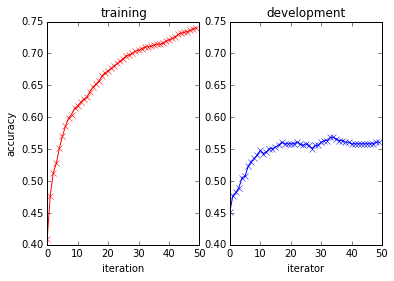 training
development
0.75 0.75
0.70 0.70
0.65 0.65
0.60 0.60
accuracy
0.55 0.55
0.50 0.50
0.45 0.45
0.40 0.40
0 10 20 30 40 50 0 10 20 30 40 50
iteration
iterator